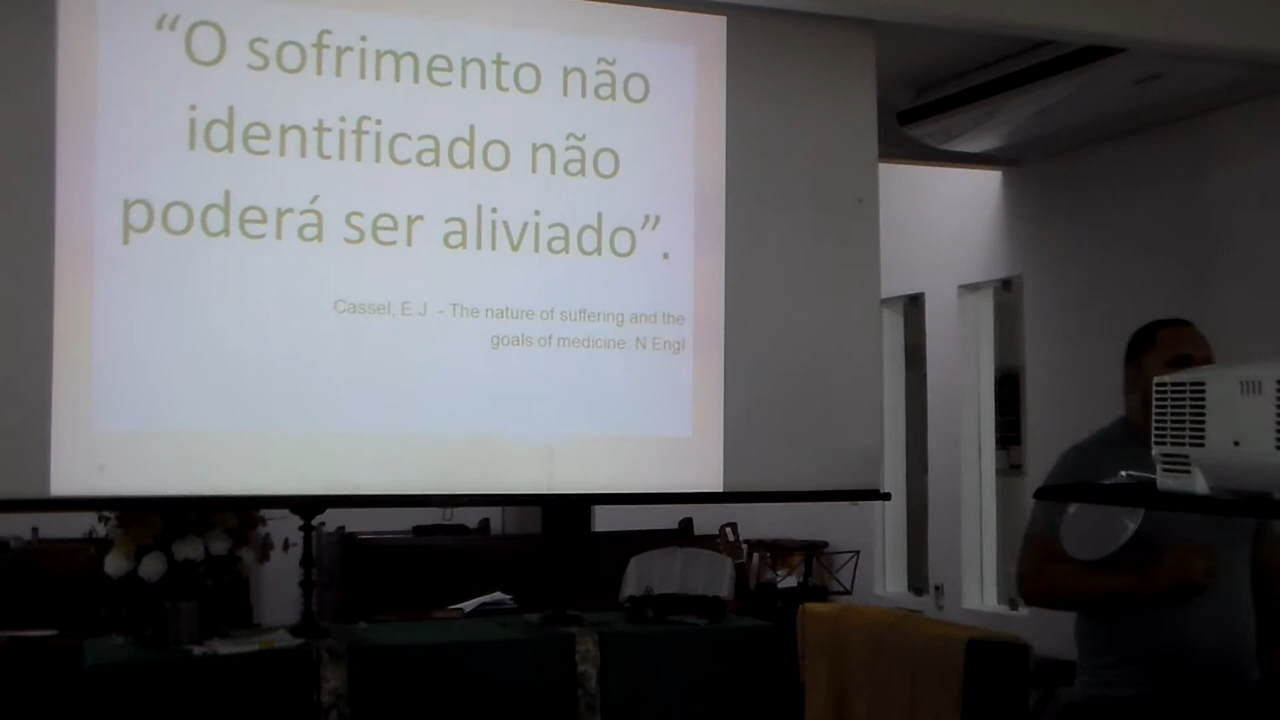 “O sofrimento não
identificado não
poderá ser aliviado”.
Cassel, E.J. - The nature of suffering and the
goals of medicine. N Engl